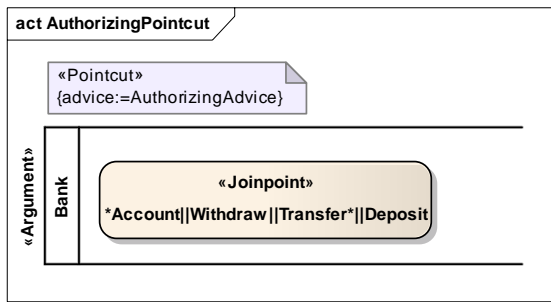 act AuthorizingPointcut
«Pointcut»
{advice:=AuthorizingAdvice}
«Argument»
Bank
«Joinpoint»
*Account||Withdraw||Transfer*||Deposit